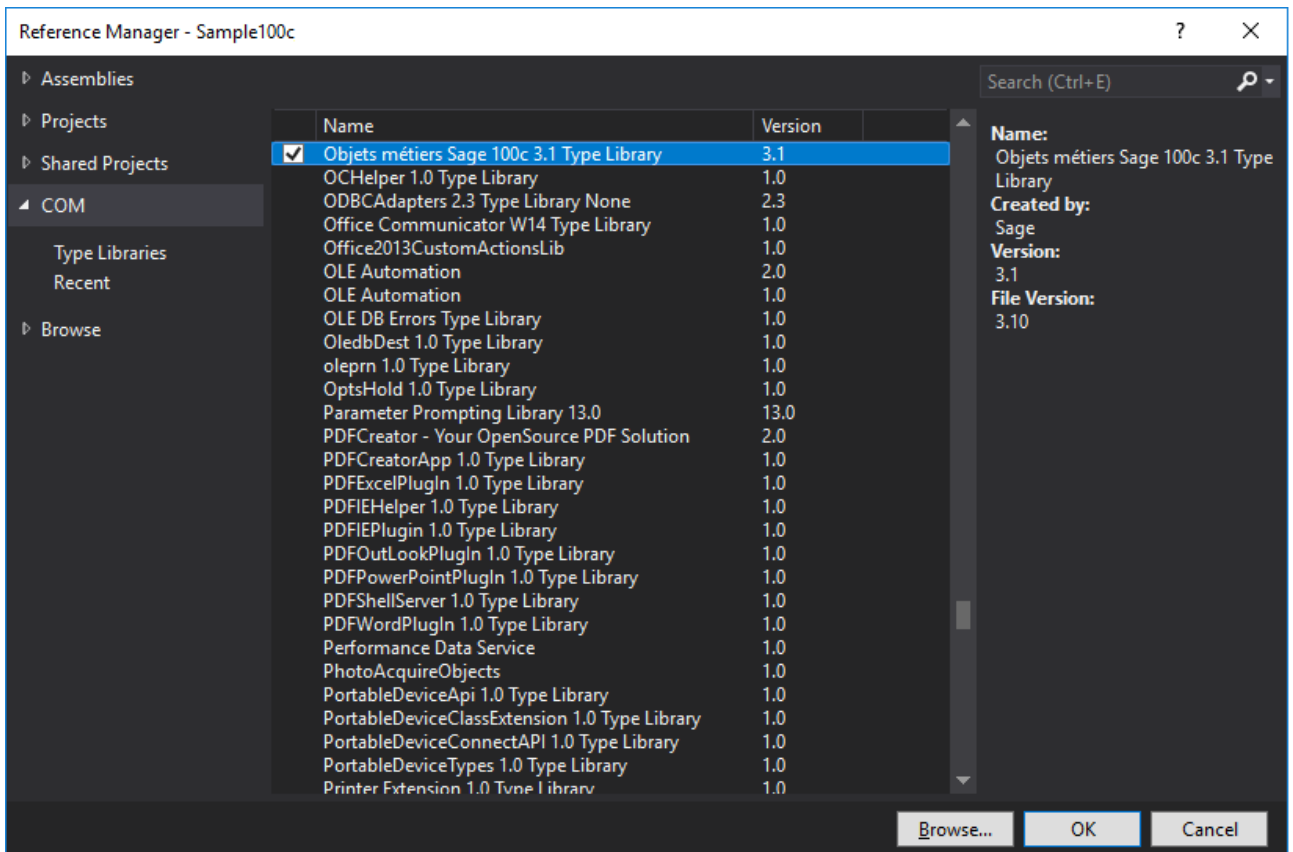 Reference Manager - Sample100c
?
Assemblies
Projects
Shared Projects
COM
Type Libraries
Recent
Browse
Name Version
Objets métiers Sage 100c 3.1 Type Library 3.1
OCHelper 1.0 Type Library 1.0
ODBCAdapters 2.3 Type Library None 2.3
Office Communicator W14 Type Library 1.0
Office2013CustomActionsLib 1.0
OLE Automation 2.0
OLE Automation 1.0
OLE DB Errors Type Library 1.0
OledbDest 1.0 Type Library 1.0
oleprn 1.0 Type Library 1.0
OptsHold 1.0 Type Library 1.0
Parameter Prompting Library 13.0 13.0
PDFCreator - Your OpenSource PDF Solution 2.0
PDFCreatorApp 1.0 Type Library 1.0
PDFExcelPlugIn 1.0 Type Library 1.0
PDFIEHelper 1.0 Type Library 1.0
PDFIEPlugin 1.0 Type Library 1.0
PDFOutLookPlugIn 1.0 Type Library 1.0
PDFPowerPointPlugIn 1.0 Type Library 1.0
PDFShellServer 1.0 Type Library 1.0
PDFWordPlugIn 1.0 Type Library 1.0
Performance Data Service 1.0
PhotoAcquireObjects 1.0
PortableDeviceApi 1.0 Type Library 1.0
PortableDeviceClassExtension 1.0 Type Library 1.0
PortableDeviceConnectAPI 1.0 Type Library 1.0
PortableDeviceTypes 1.0 Type Library 1.0
Printer Extension 1.0 Type Library 1.0
Search (Ctrl+E)
Name:
Objets métiers Sage 100c 3.1 Type
Library
Created by:
Sage
Version:
3.1
File Version:
3.10
Browse... OK Cancel